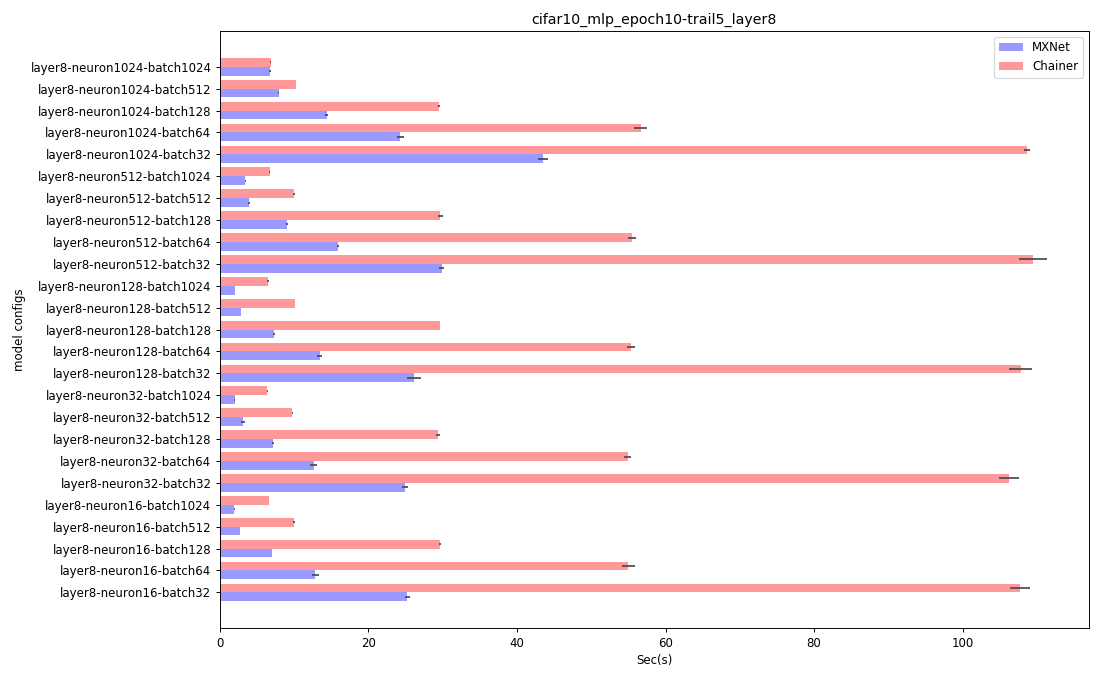 cifar10_mlp_epoch10-trail5_layer8
MXNet
Chainer
layer8-neuron1024-batch1024
layer8-neuron1024-batch512
layer8-neuron1024-batch128
layer8-neuron1024-batch64
layer8-neuron1024-batch32
layer8-neuron512-batch1024
layer8-neuron512-batch512
layer8-neuron512-batch128
layer8-neuron512-batch64
layer8-neuron512-batch32
layer8-neuron128-batch1024
layer8-neuron128-batch512
layer8-neuron128-batch128
layer8-neuron128-batch64
layer8-neuron128-batch32
layer8-neuron32-batch1024
layer8-neuron32-batch512
layer8-neuron32-batch128
layer8-neuron32-batch64
layer8-neuron32-batch32
layer8-neuron16-batch1024
layer8-neuron16-batch512
layer8-neuron16-batch128
layer8-neuron16-batch64
layer8-neuron16-batch32
model configs
0 20 40 60 80 100
Sec(s)